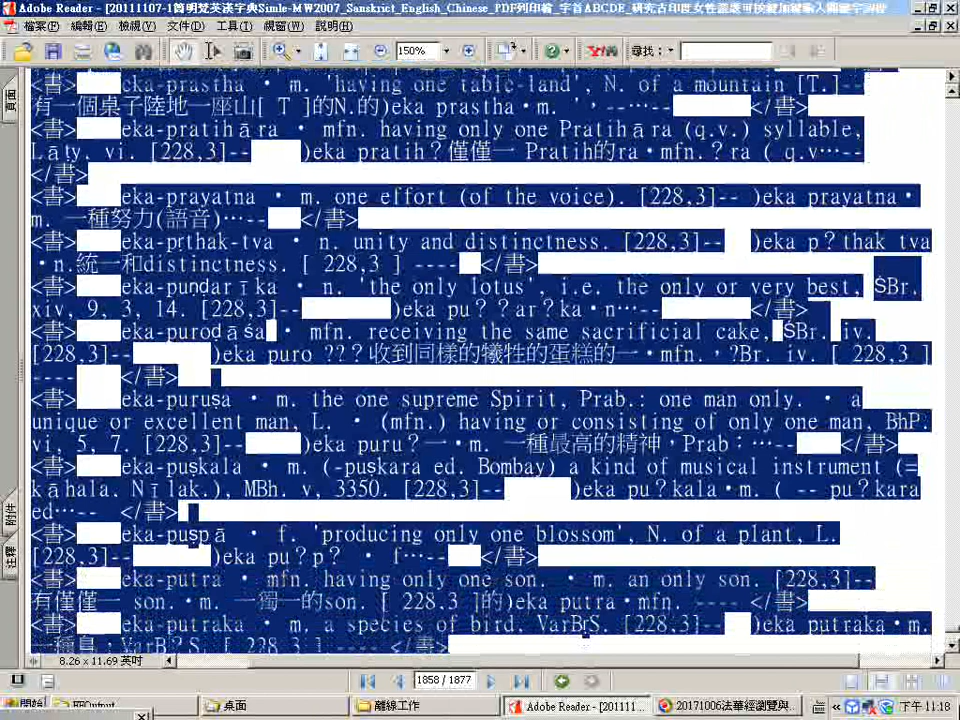 Adobe Reader - [20111107-1簡明梵英漢字典Simle-MW2007_Sanskrit_English_Chinese_PDF列印檔_字首ABCDE_研究古印度女性
檔案(F) 編輯(E) 檢視(V) 文件(D) 工具(T) 視窗(W) 說明(H)
150% 尋找：
頁面
<書> eka-prastha • m. 'having one table-land', N. of a mountain [T.]--
有一個桌子陸地一座山[ T ]的N.的)eka prastha•m. '，--…-- </書>
<書> eka-pratihāra • mfn. having only one Pratihāra (q.v.) syllable,
Lāṭy. vi. [228,3]-- )eka pratih？僅僅一 Pratih的ra•mfn.？ra ( q.v…--
</書>
<書> eka-prayatna • m. one effort (of the voice). [228,3]-- )eka prayatna•
m. 一種努力(語音)…-- </書>
<書> eka-pṛthak-tva • n. unity and distinctness. [228,3]-- )eka p？thak tva
•n.統一和distinctness. [ 228,3 ] ---- </書>
<書> eka-puṇḍarīka • n. 'the only lotus', i.e. the only or very best, ŚBr.
xiv, 9, 3, 14. [228,3]-- )eka pu？？ar？ka•n…-- </書>
<書> eka-puroḍāśa • mfn. receiving the same sacrificial cake, ŚBr. iv.
[228,3]-- )eka puro ???收到同樣的犧牲的蛋糕的一•mfn.，?Br. iv. [ 228,3 ]
---- </書>
<書> eka-puruṣa • m. the one supreme Spirit, Prab.: one man only. • a
unique or excellent man, L. • (mfn.) having or consisting of only one man, BhP.
vi, 5, 7. [228,3]-- )eka puru？一•m. 一種最高的精神，Prab：…-- </書>
<書> eka-puṣkala • m. (-puṣkara ed. Bombay) a kind of musical instrument (=
kāhala, Nīlak.), MBh. v, 3350. [228,3]-- )eka pu？kala•m. ( -- pu？kara
ed… </書>
<書> eka-puṣpā • f. 'producing only one blossom', N. of a plant, L.
[228,3]-- )eka pu？p？ • f…-- </書>
<書> eka-putra • mfn. having only one son. • m. an only son. [228,3]--
有僅僅一 son.•m. 一獨一的son. [ 228,3 ]的)eka putra•mfn. ---- </書>
<書> eka-putraka • m. a species of bird, VarBṛS. [228,3]-- )eka putraka•m.
一種鳥，VarB？S. [ 228,3 ] ---- </書>
附件
注釋
8.26 x 11.69 英吋
1858 / 1877
開始 桌面 離線工作 Adobe Reader - [201111... 20171006法華經瀏覽與... 下午 11:18